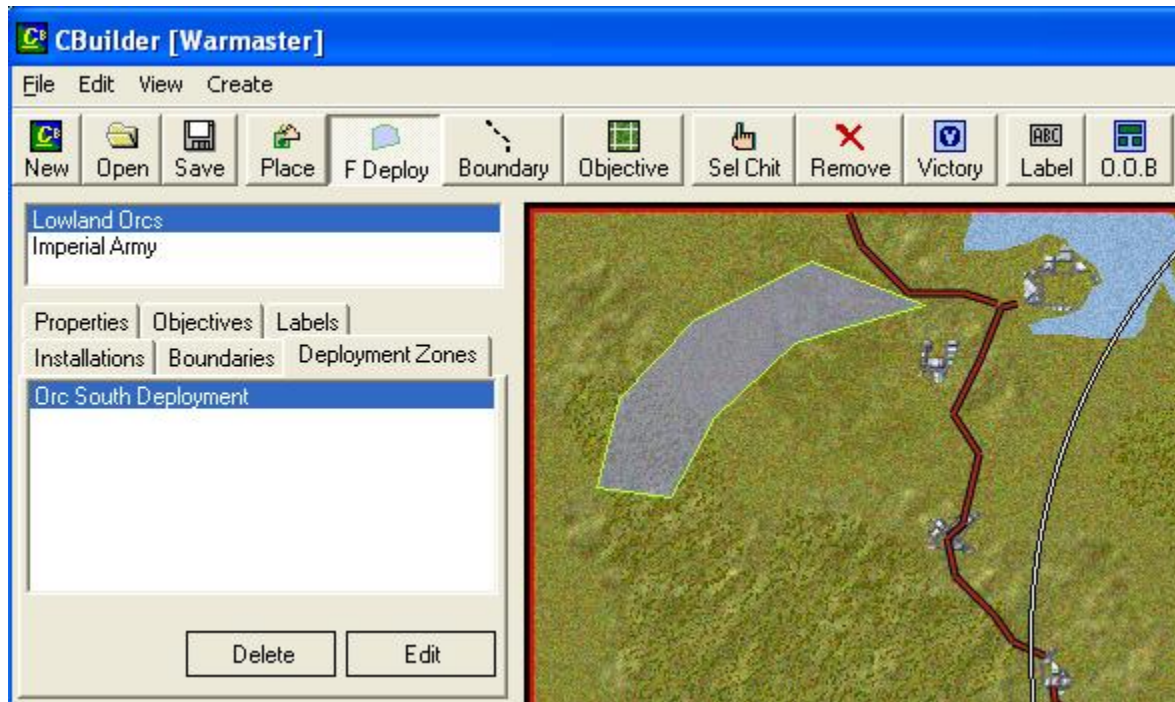 CBuilder [Warmaster]
File Edit View Create
New Open Save Place F Deploy Boundary Objective Sel Chit Remove Victory Label O.O.B
Lowland Orcs
Imperial Army
Properties Objectives Labels
Installations Boundaries Deployment Zones
Orc South Deployment
Delete Edit